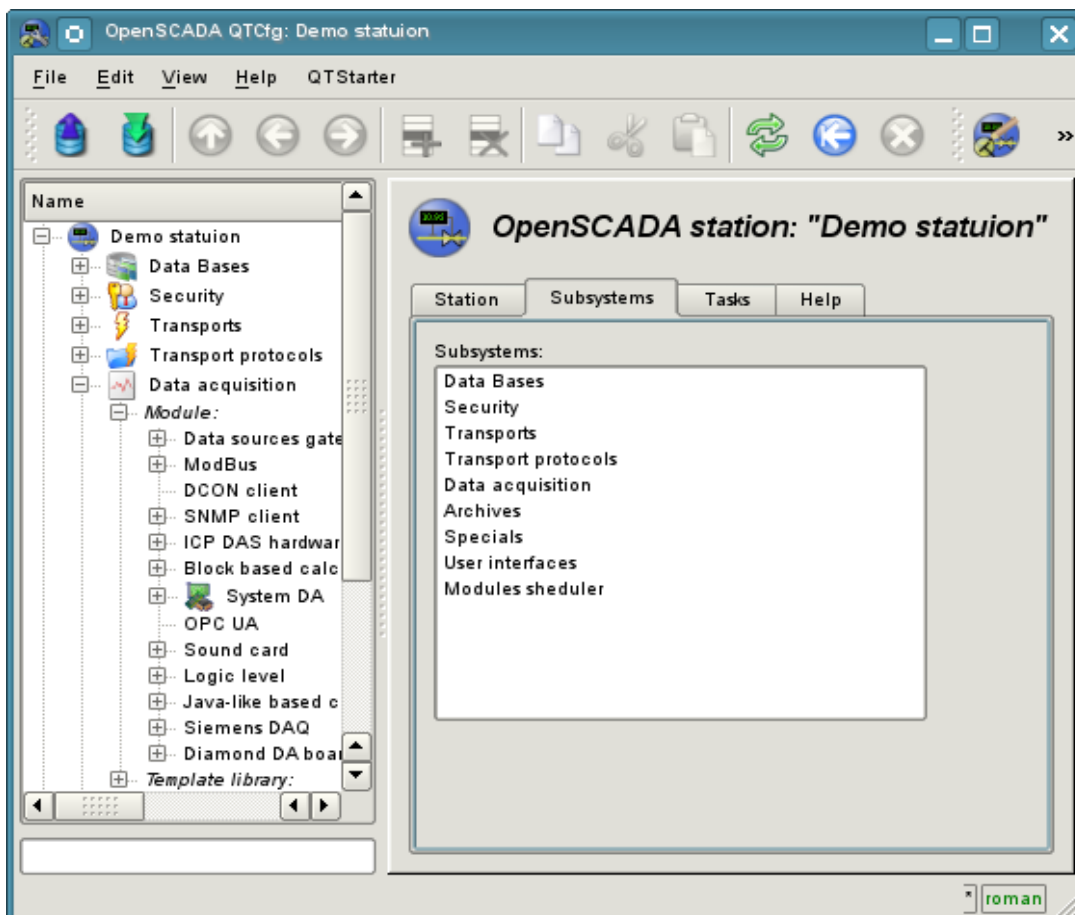 OpenSCADA QTCfg: Demo statuion
File Edit View Help QTStarter
Name
Demo statuion
Data Bases
Security
Transports
Transport protocols
Data acquisition
Module:
Data sources gate
ModBus
DCON client
SNMP client
ICP DAS hardwar
Block based calc
System DA
OPC UA
Sound card
Logic level
Java-like based c
Siemens DAQ
Diamond DA boar
Template library:
OpenSCADA station: "Demo statuion"
Station Subsystems Tasks Help
Subsystems:
Data Bases
Security
Transports
Transport protocols
Data acquisition
Archives
Specials
User interfaces
Modules sheduler
* roman